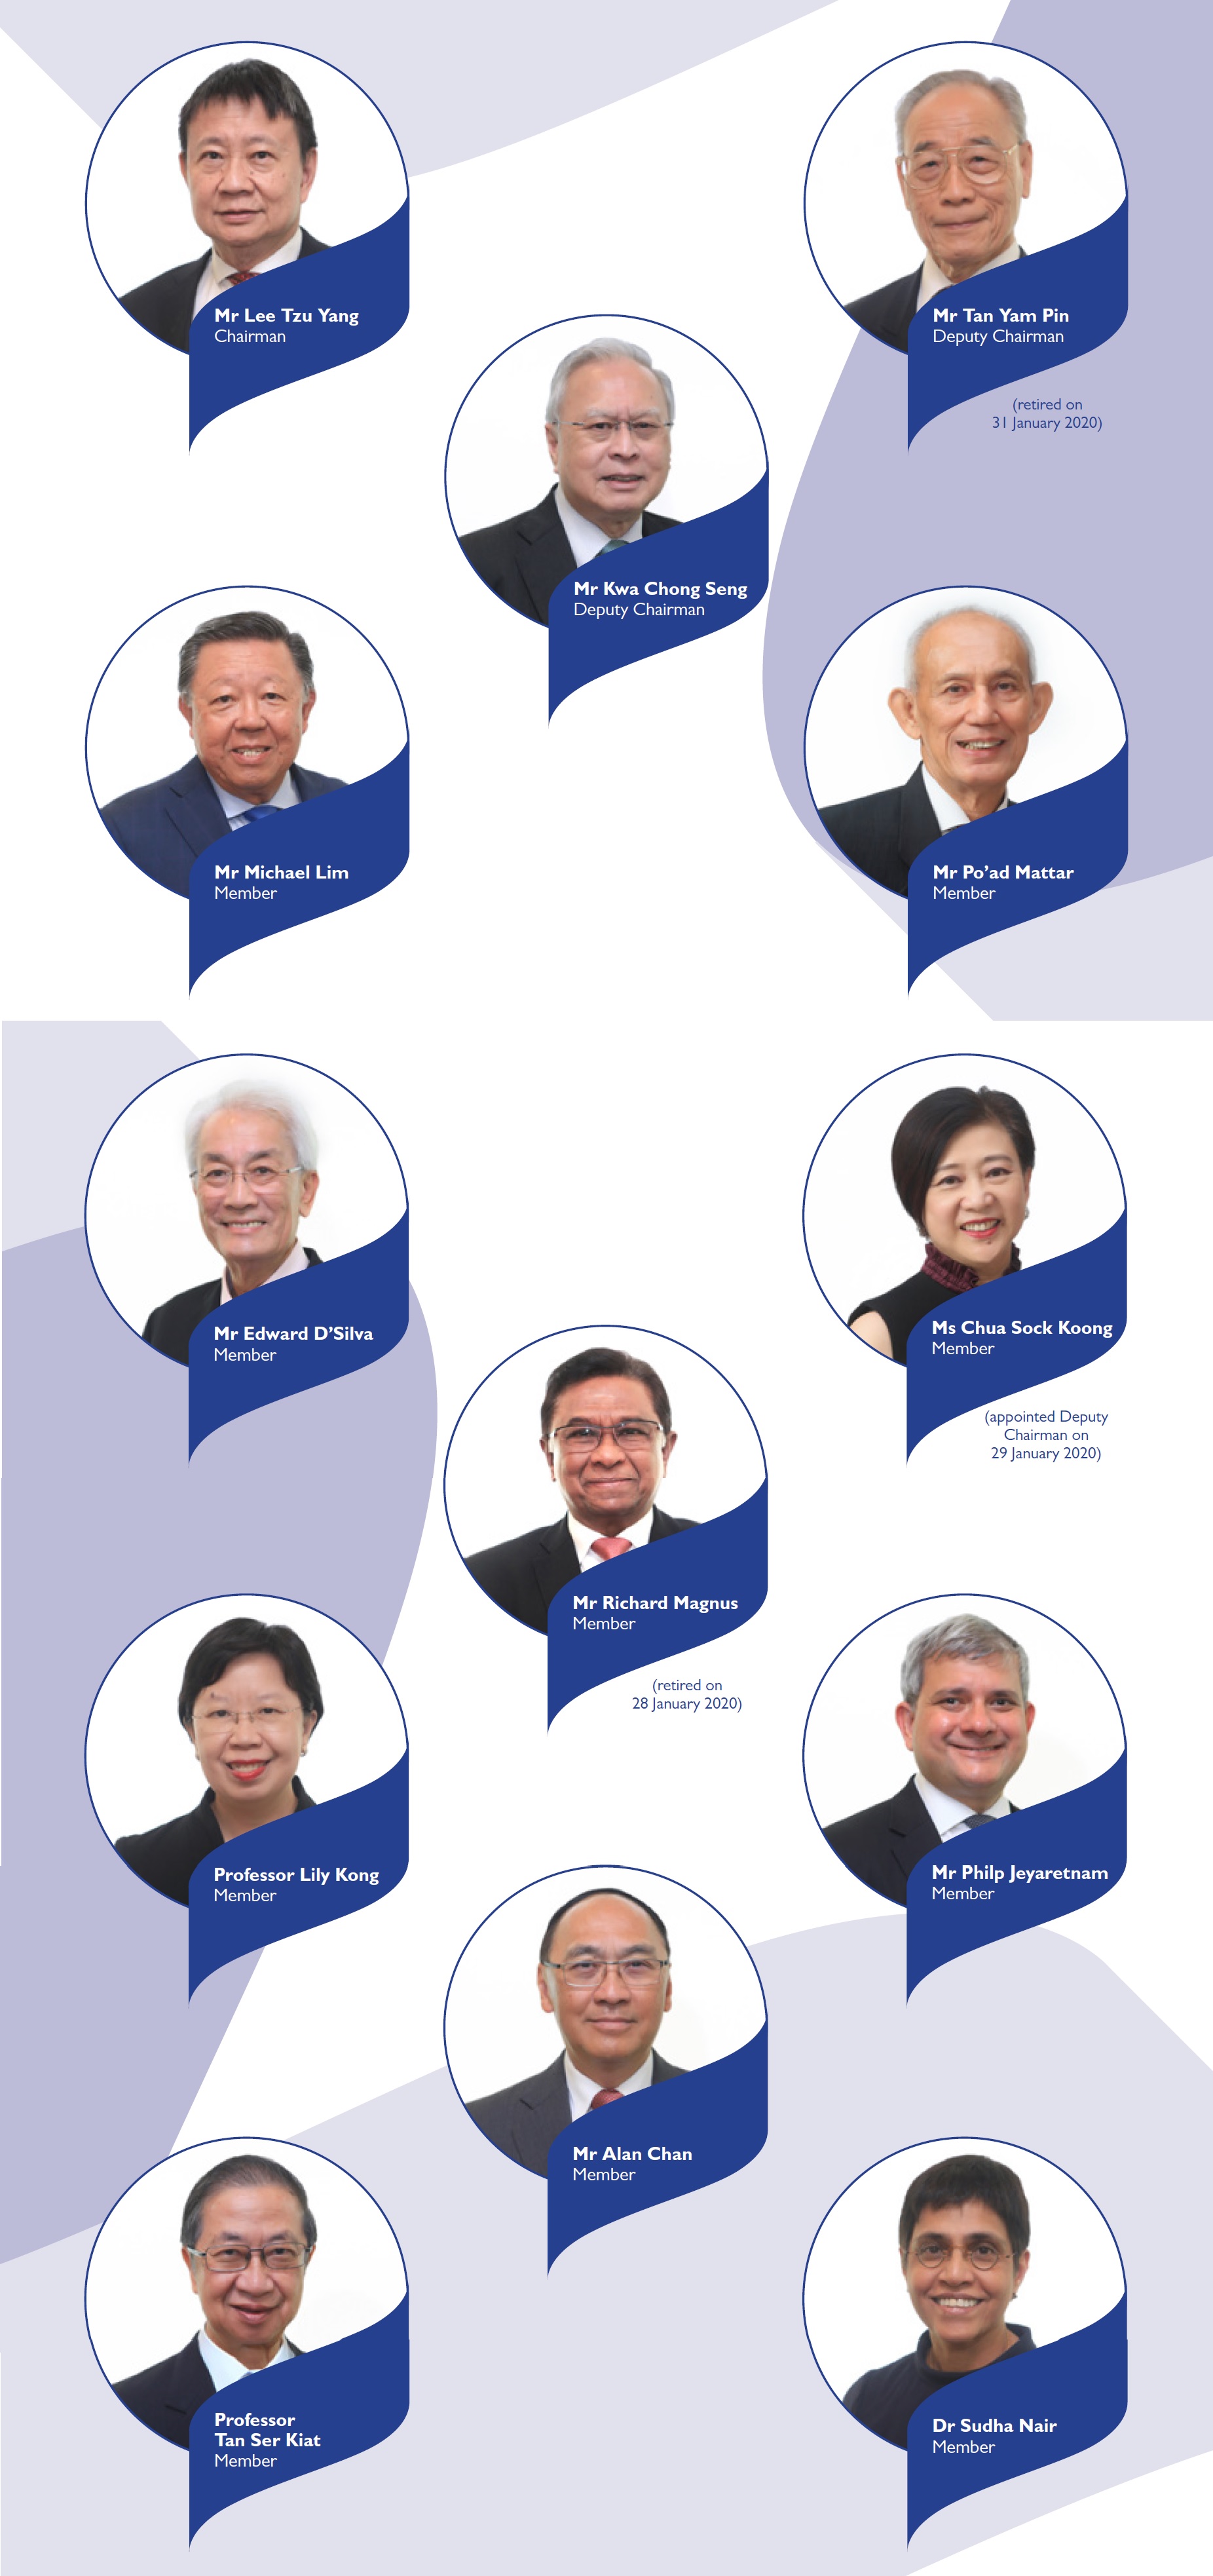 Mr Lee Tzu Yang
Chairman
Mr Tan Yam Pin
Deputy Chairman
(retired on
31 January 2020)
Mr Kwa Chong Seng
Deputy Chairman
Mr Michael Lim
Member
Mr Po’ad Mattar
Member
Mr Edward D’Silva
Member
Ms Chua Sock Koong
Member
(appointed Deputy
Chairman on
29 January 2020)
Mr Richard Magnus
Member
(retired on
28 January 2020)
Professor Lily Kong
Member
Mr Philp Jeyaretnam
Member
Mr Alan Chan
Member
Professor
Tan Ser Kiat
Member
Dr Sudha Nair
Member